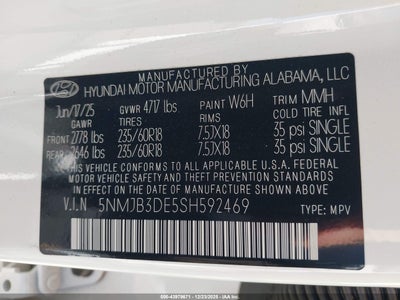 MANUFACTURED BY
HYUNDAI MOTOR MANUFACTURING ALABAMA, LLC
Jun/17/25 GVWR 4717 lbs PAINT W6H TRIM MMH
GAWR TIRES RIMS COLD TIRE INFL
FRONT 2778 lbs 235/60R18 7.5JX18 35 psi SINGLE
REAR 2646 lbs 235/60R18 7.5JX18 35 psi SINGLE
THIS VEHICLE CONFORMS TO ALL APPLICABLE U.S.A. FEDERAL
MOTOR VEHICLE SAFETY AND THEFT PREVENTION STANDARDS
IN EFFECT ON THE DATE OF MANUFACTURE SHOWN ABOVE.
V.I.N 5NMJB3DE5SH592469
TYPE: MPV